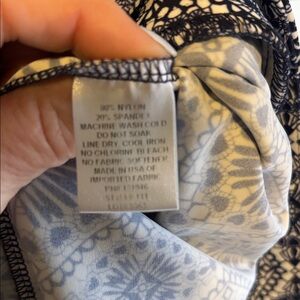 80% NYLON
20% SPANDEX
MACHINE WASH COLD
DO NOT SOAK
LINE DRY, COOL IRON
NO CHLORINE BLEACH
NO FABRIC SOFTENER
MADE IN USA OF
IMPORTED FABRIC
RN#